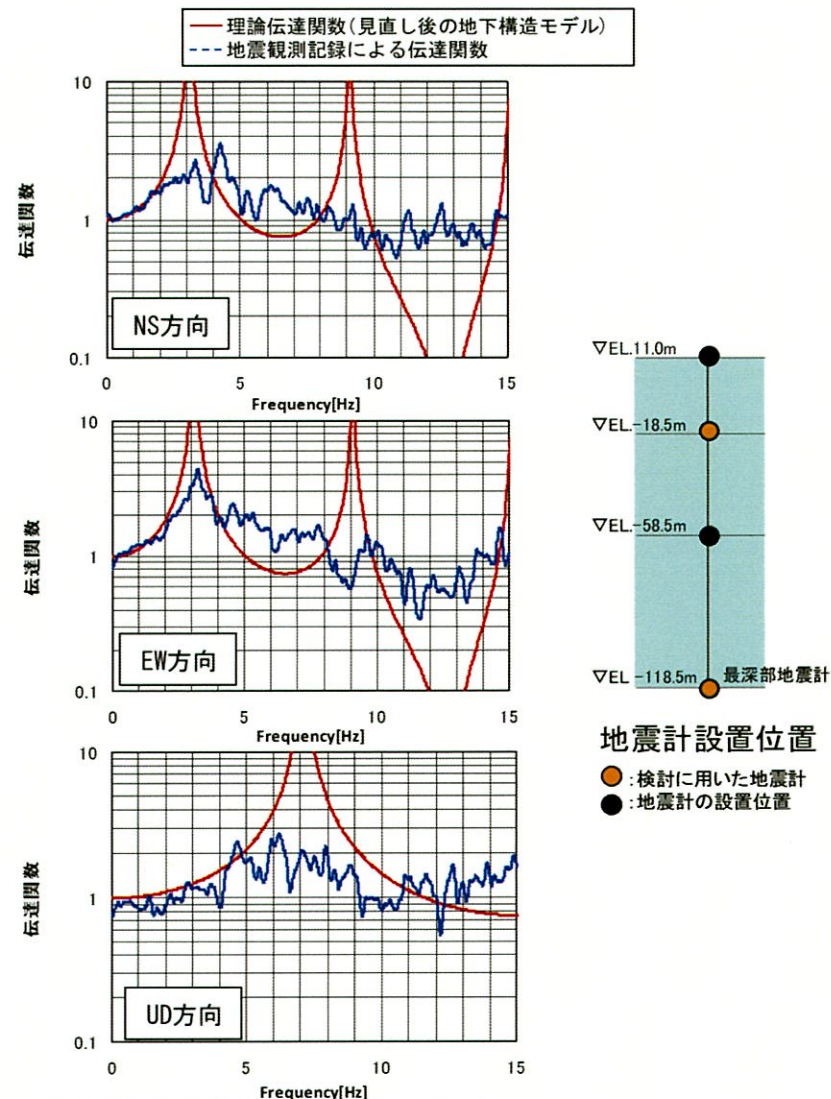 理論伝達関数(見直し後の地下構造モデル)
地震観測記録による伝達関数
10
1
0.1
伝達関数
NS方向
0
5
10
15
Frequency[Hz]
10
1
0.1
伝達関数
EW方向
0
5
10
15
Frequency[Hz]
10
1
0.1
伝達関数
UD方向
0
5
10
15
Frequency[Hz]
▽EL.11.0m
▽EL.-18.5m
▽EL.-58.5m
▽EL -118.5m 最深部地震計
地震計設置位置
:検討に用いた地震計
:地震計の設置位置